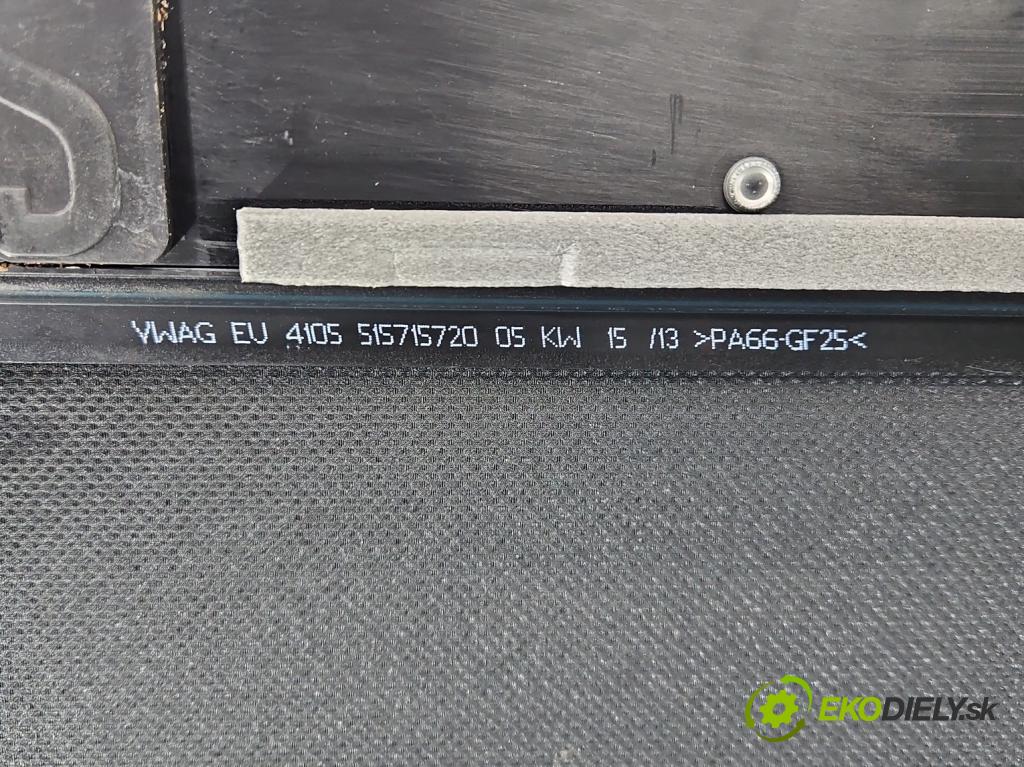 VWAG EU 4105 515715720 05 KW 15 /13 >PA66-GF25<
EKODIELY.sk